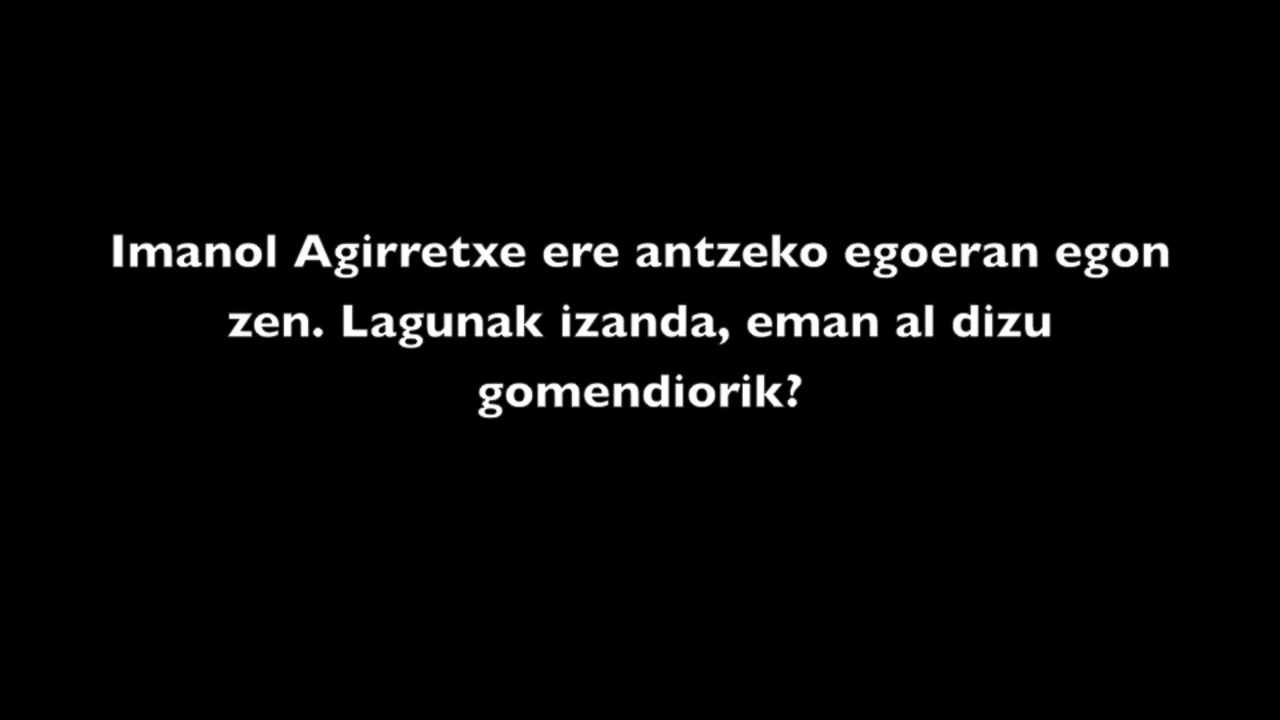 Imanol Agirretxe ere antzeko egoeran egon
zen. Lagunak izanda, eman al dizu
gomendiorik?